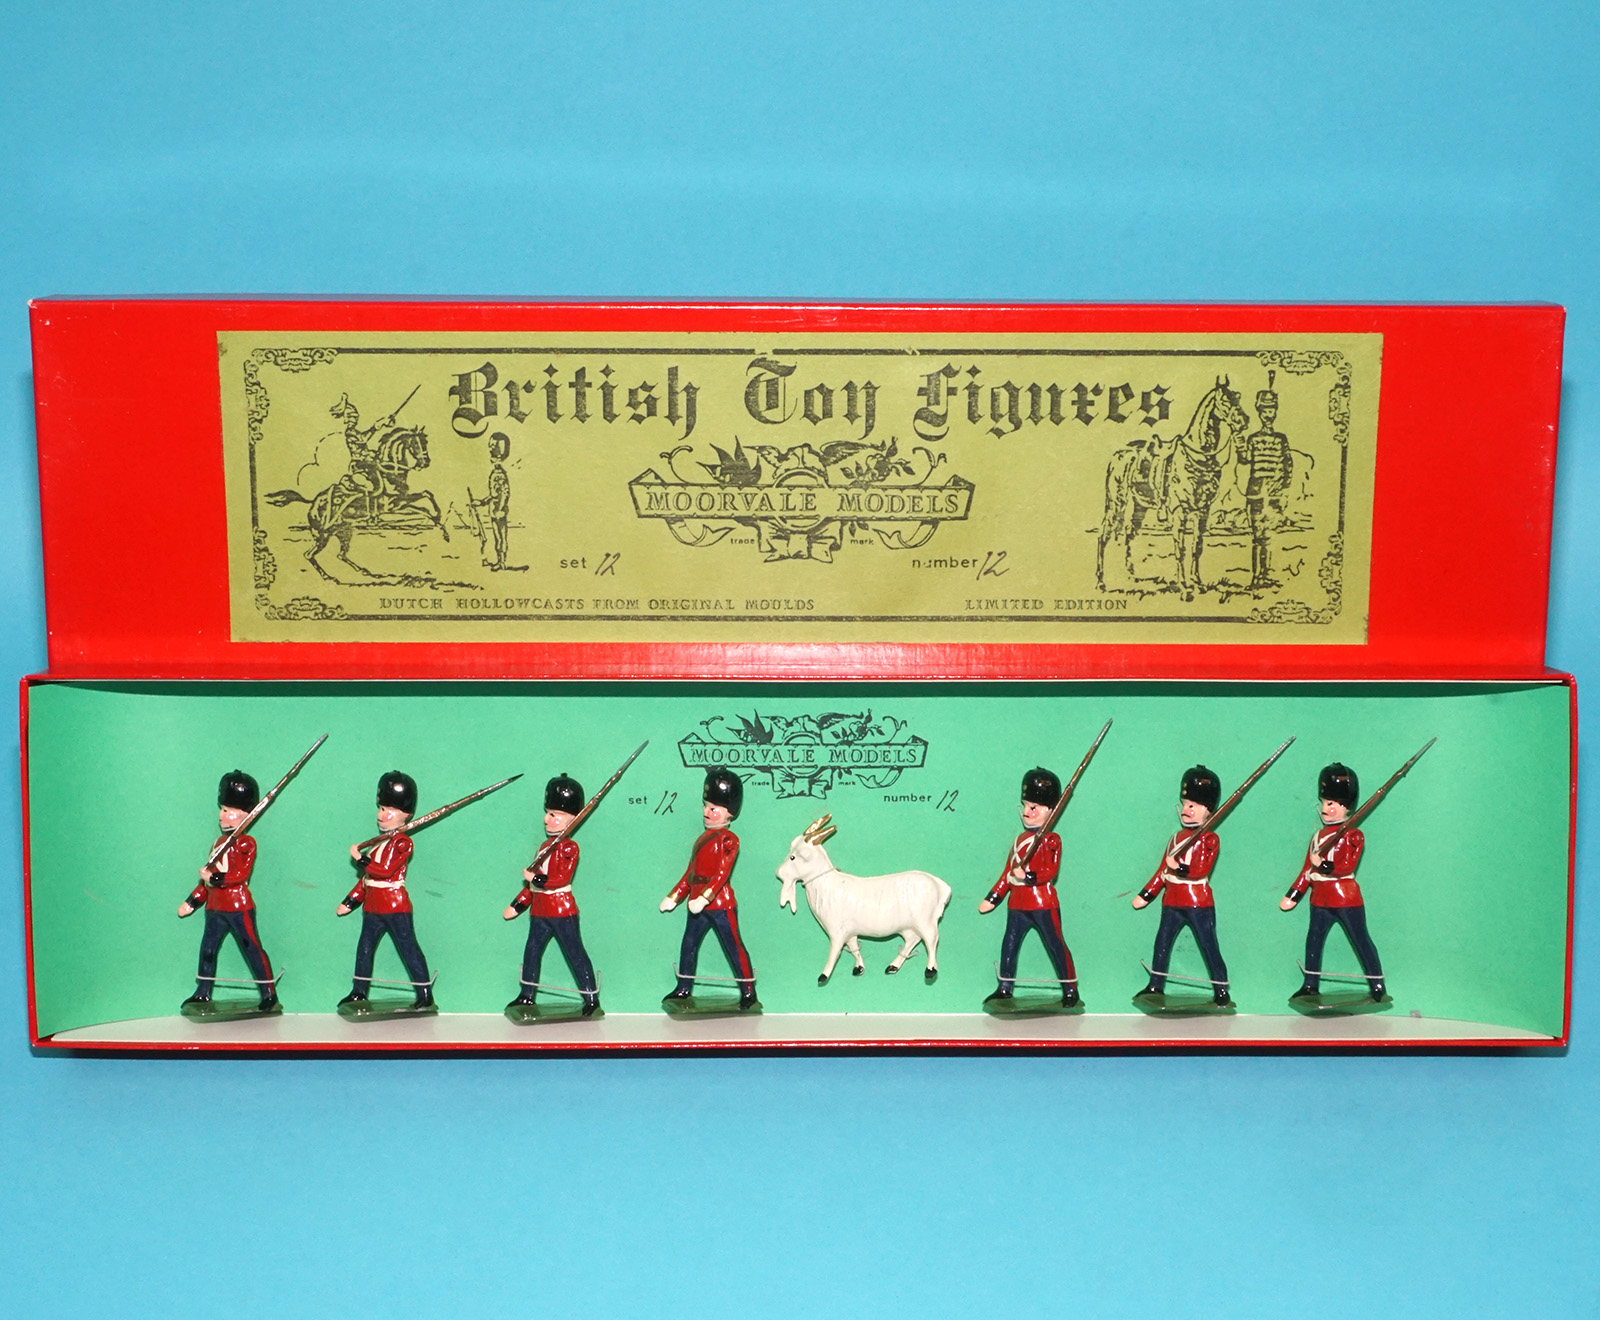 British Toy Figures
MOORVALE MODELS
trade mark
set 12 number 12
DUTCH HOLLOWCASTS FROM ORIGINAL MOULDS LIMITED EDITION
MOORVALE MODELS
trade mark
set 12 number 12